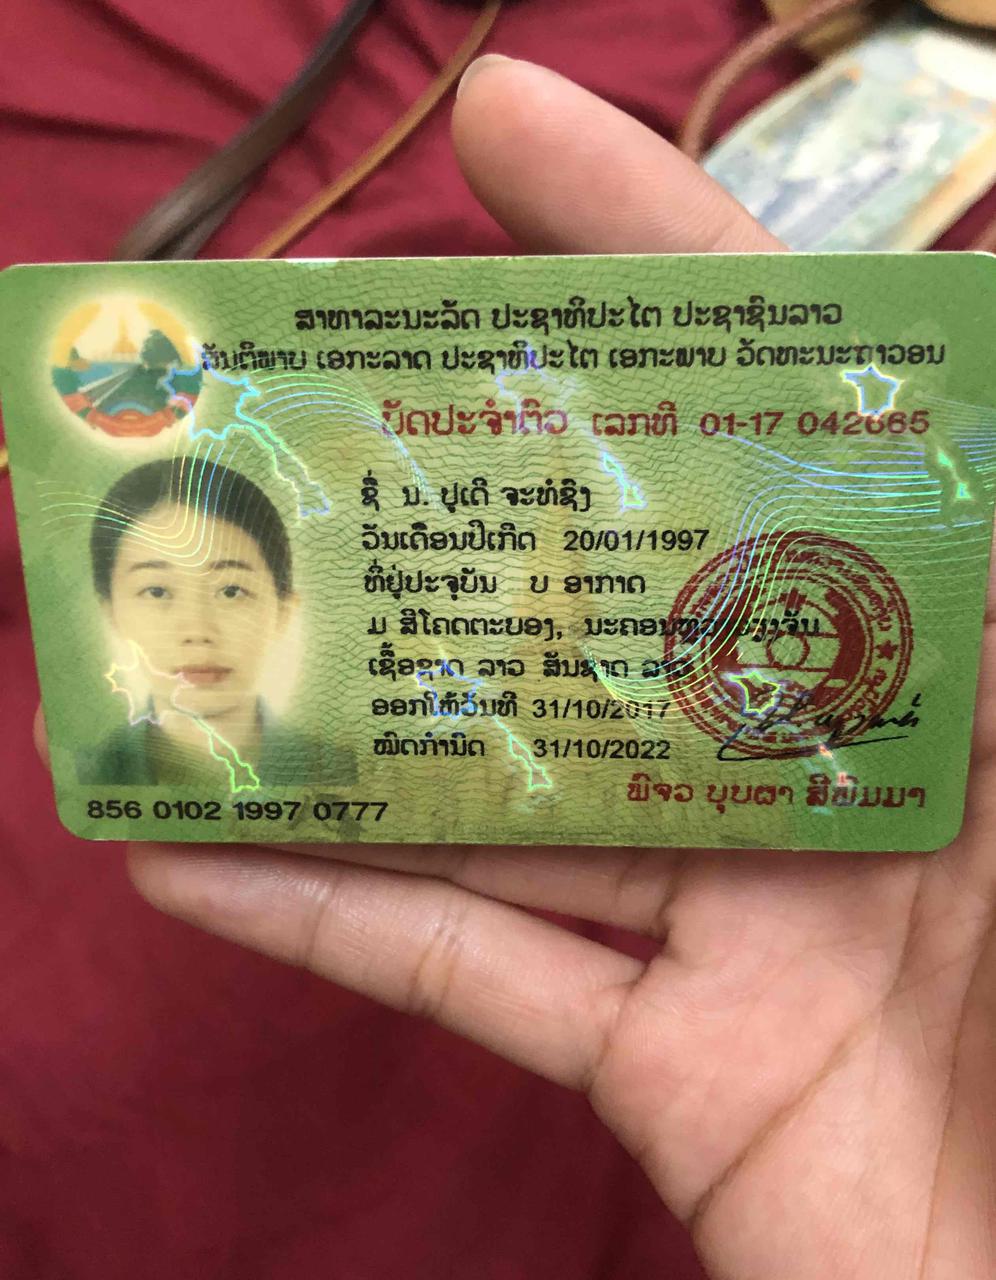 ສາທາລະນະລັດ ປະຊາທິປະໄຕ ປະຊາຊົນລາວ
ສັນຕິພາບ ເອກະລາດ ປະຊາທິປະໄຕ ເອກະພາບ ວັດທະນະຖາວອນ
ບັດປະຈຳຕົວ ເລກທີ 01-17 042665
ຊື່ ນ. ປູເດີ ຈະທໍຊົງ
ວັນເດືອນປີເກີດ 20/01/1997
ທີ່ຢູ່ປະຈຸບັນ ບ ອາກາດ
ມ ສີໂຄດຕະບອງ, ນະຄອນຫຼວງ ວຽງຈັນ
ເຊື້ອຊາດ ລາວ ສັນຊາດ ລາວ
ອອກໃຫ້ວັນທີ 31/10/2017
ໝົດກຳນົດ 31/10/2022
856 0102 1997 0777
ພົຈວ ບຸບຜາ ສີພິມມາ